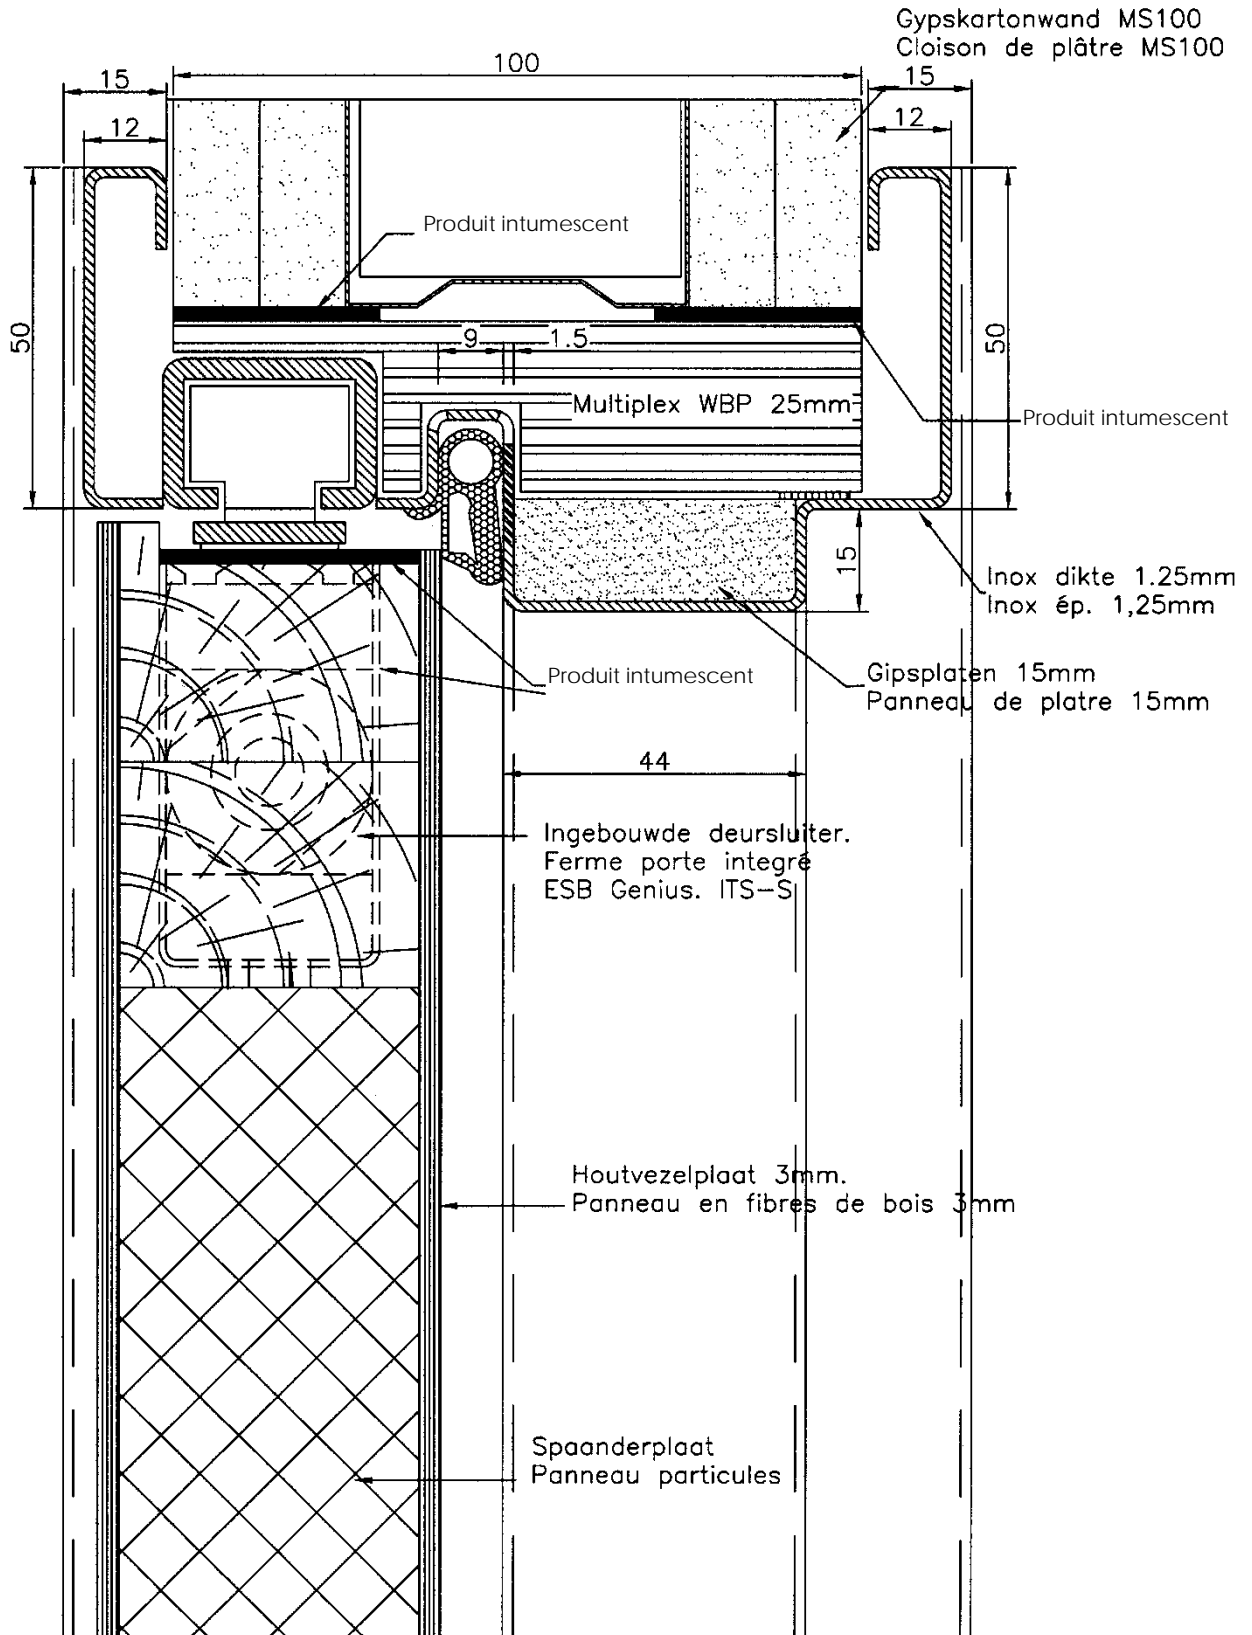 Gypskartonwand MS100
Cloison de plâtre MS100
100
15
15
12
12
Produit intumescent
50
50
9
1.5
Multiplex WBP 25mm
Produit intumescent
15
Inox dikte 1.25mm
Inox ép. 1,25mm
Produit intumescent
Gipsplaten 15mm
Panneau de platre 15mm
44
Ingebouwde deursluiter.
Ferme porte integré
ESB Genius. ITS-S
Houtvezelplaat 3mm.
Panneau en fibres de bois 3mm
Spaanderplaat
Panneau particules